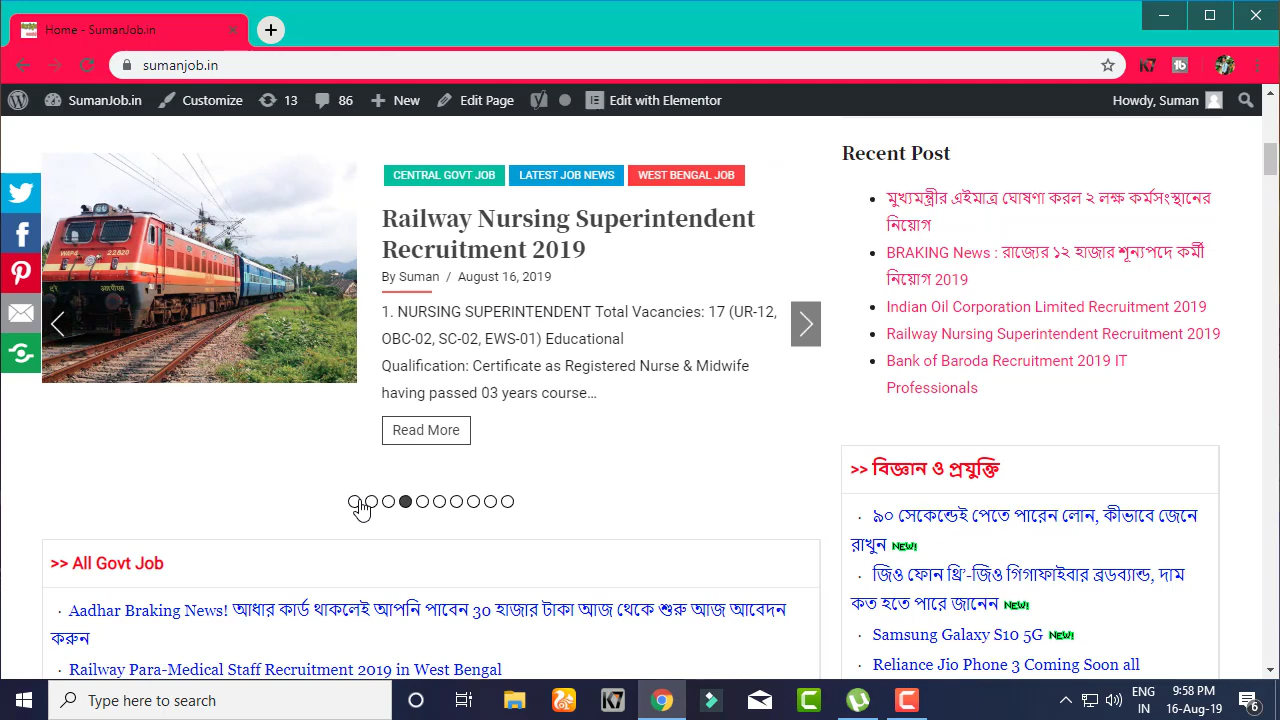 Home - SumanJob.in
sumanjob.in
SumanJob.in Customize 13 86 New Edit Page Edit with Elementor Howdy, Suman
CENTRAL GOVT JOB LATEST JOB NEWS WEST BENGAL JOB
Railway Nursing Superintendent
Recruitment 2019
By Suman / August 16, 2019
1. NURSING SUPERINTENDENT Total Vacancies: 17 (UR-12,
OBC-02, SC-02, EWS-01) Educational
Qualification: Certificate as Registered Nurse & Midwife
having passed 03 years course…
Read More
Recent Post
মুখ্যমন্ত্রীর এইমাত্র ঘোষণা করল ২ লক্ষ কর্মসংস্থানের
নিয়োগ
BRAKING News : রাজ্যের ১২ হাজার শূন্যপদে কর্মী
নিয়োগ 2019
Indian Oil Corporation Limited Recruitment 2019
Railway Nursing Superintendent Recruitment 2019
Bank of Baroda Recruitment 2019 IT
Professionals
>> All Govt Job
· Aadhar Braking News! আধার কার্ড থাকলেই আপনি পাবেন 30 হাজার টাকা আজ থেকে শুরু আজ আবেদন
করুন
· Railway Para-Medical Staff Recruitment 2019 in West Bengal
>> বিজ্ঞান ও প্রযুক্তি
· ৯০ সেকেন্ডেই পেতে পারেন লোন, কীভাবে জেনে
রাখুন NEW!
· জিও ফোন থ্রি'-জিও গিগাফাইবার ব্রডব্যান্ড, দাম
কত হতে পারে জানেন NEW!
· Samsung Galaxy S10 5G NEW!
· Reliance Jio Phone 3 Coming Soon all
Type here to search
K7
ENG
IN
9:58 PM
16-Aug-19
6